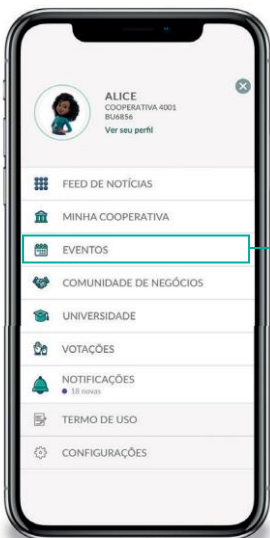 ALICE
COOPERATIVA 4001
BU6856
Ver seu perfil
FEED DE NOTÍCIAS
MINHA COOPERATIVA
EVENTOS
COMUNIDADE DE NEGÓCIOS
UNIVERSIDADE
VOTAÇÕES
NOTIFICAÇÕES
18 novas
TERMO DE USO
CONFIGURAÇÕES